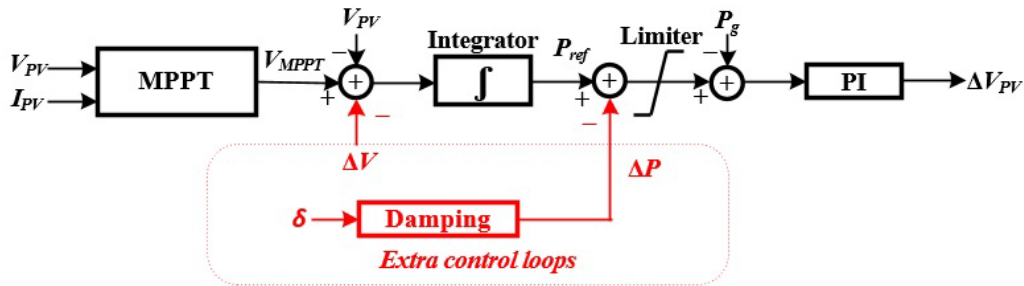 V_PV
P_g
V_PV
I_PV
MPPT
V_MPPT
−
+
+
−
Integrator
∫
P_ref
+
+
−
Limiter
−
+
+
PI
ΔV_PV
ΔV
ΔP
δ
Damping
Extra control loops